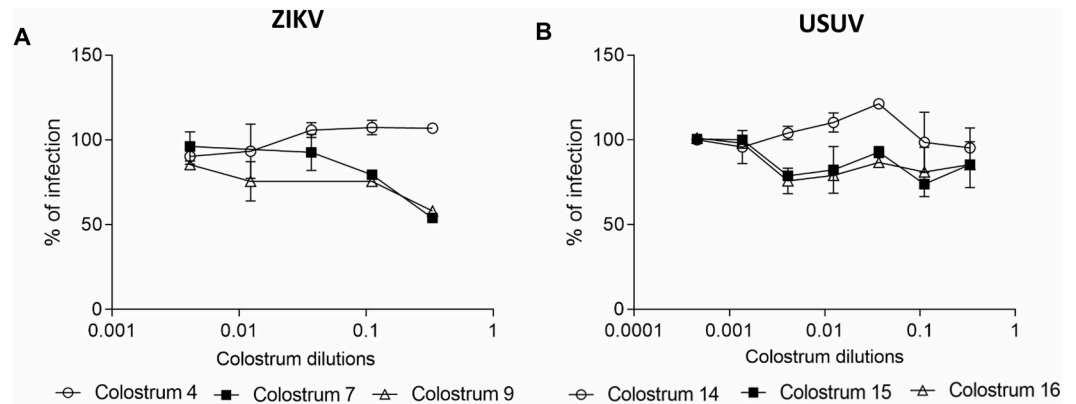 ZIKV
A
150
100
50
0
% of infection
0.001 0.01 0.1 1
Colostrum dilutions
Colostrum 4 Colostrum 7 Colostrum 9
USUV
B
150
100
50
0
% of infection
0.0001 0.001 0.01 0.1 1
Colostrum dilutions
Colostrum 14 Colostrum 15 Colostrum 16